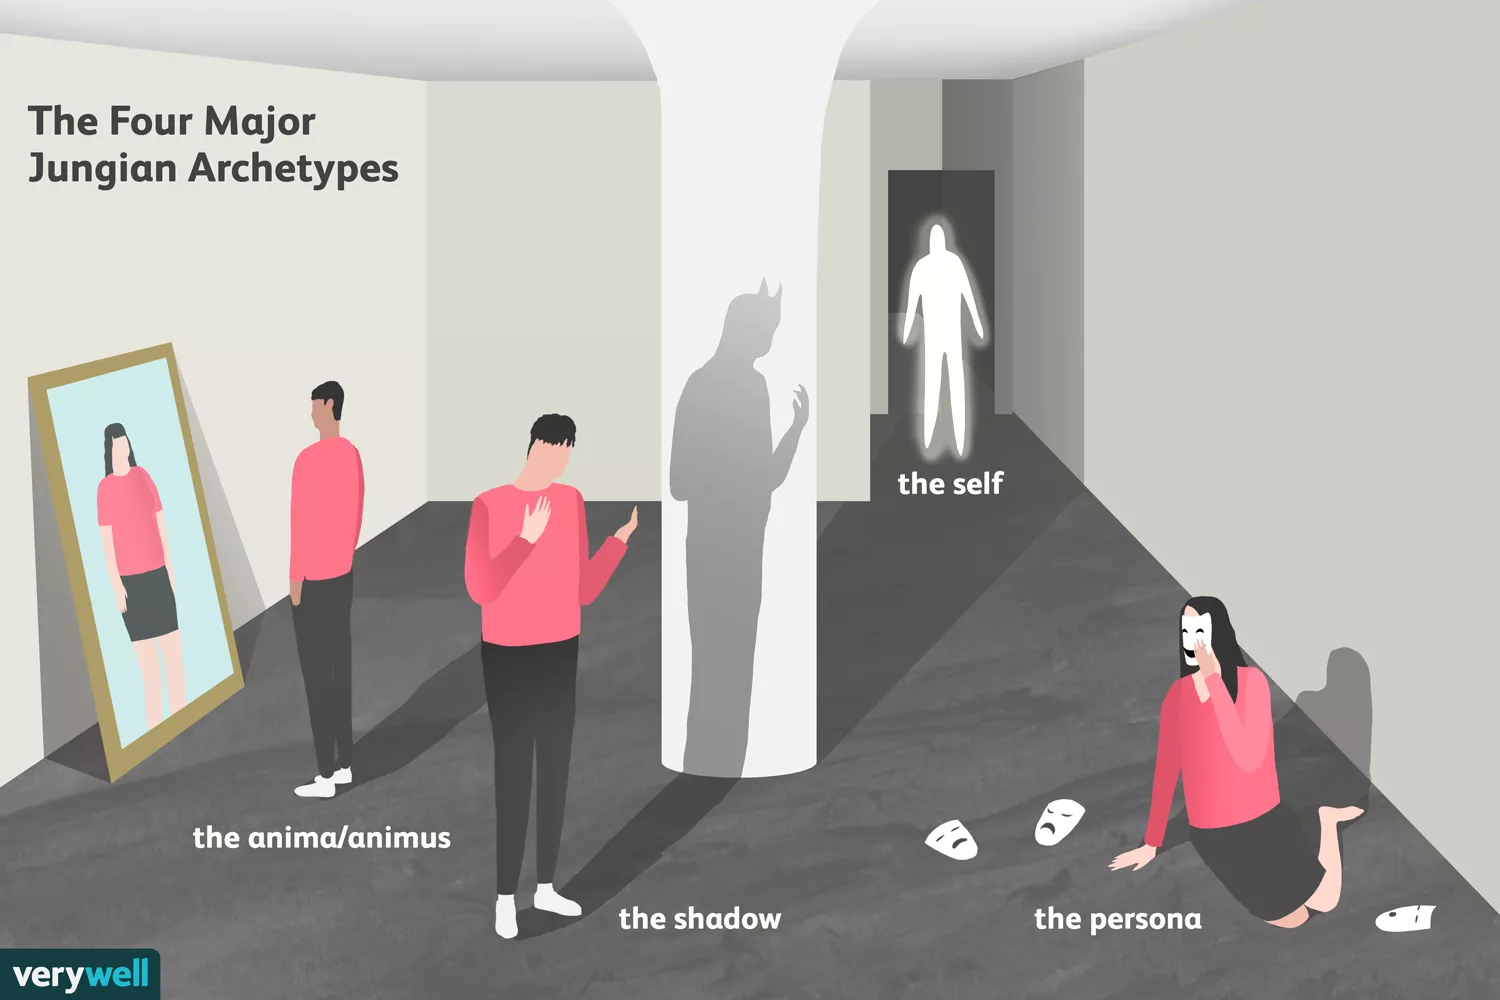 The Four Major
Jungian Archetypes
the self
the anima/animus
the shadow
the persona
verywell